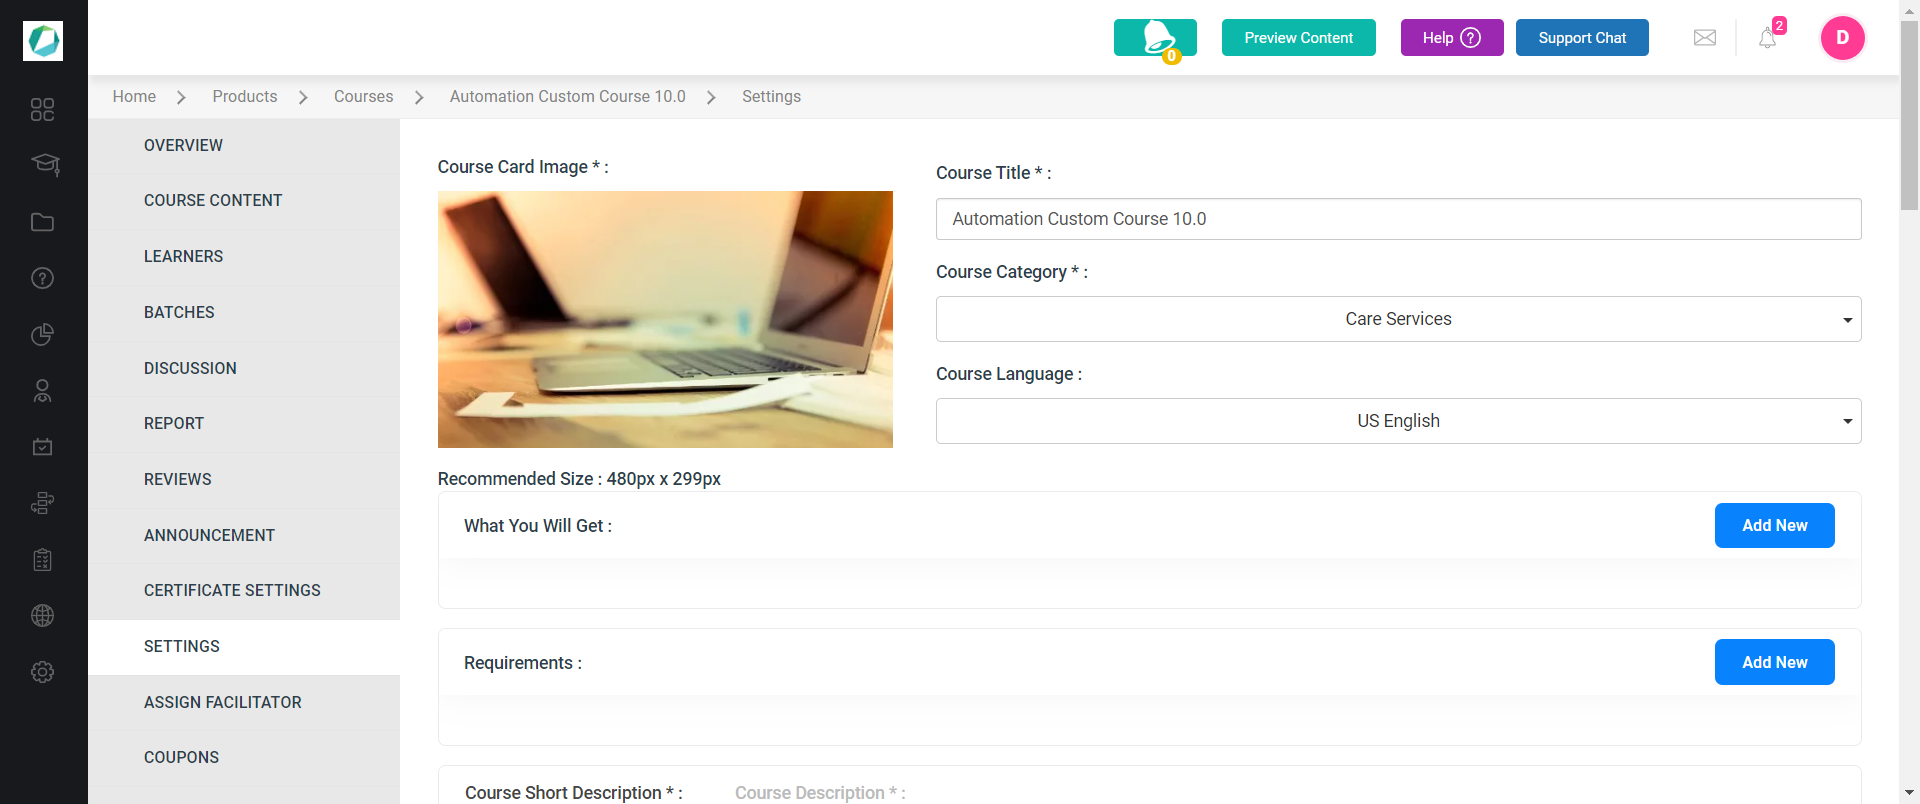 0
Preview Content
Help ?
Support Chat
2
D
Home
Products
Courses
Automation Custom Course 10.0
Settings
OVERVIEW
COURSE CONTENT
LEARNERS
BATCHES
DISCUSSION
REPORT
REVIEWS
ANNOUNCEMENT
CERTIFICATE SETTINGS
SETTINGS
ASSIGN FACILITATOR
COUPONS
Course Card Image * :
Recommended Size : 480px x 299px
Course Title * :
Automation Custom Course 10.0
Course Category * :
Care Services
Course Language :
US English
What You Will Get :
Add New
Requirements :
Add New
Course Short Description * :
Course Description * :